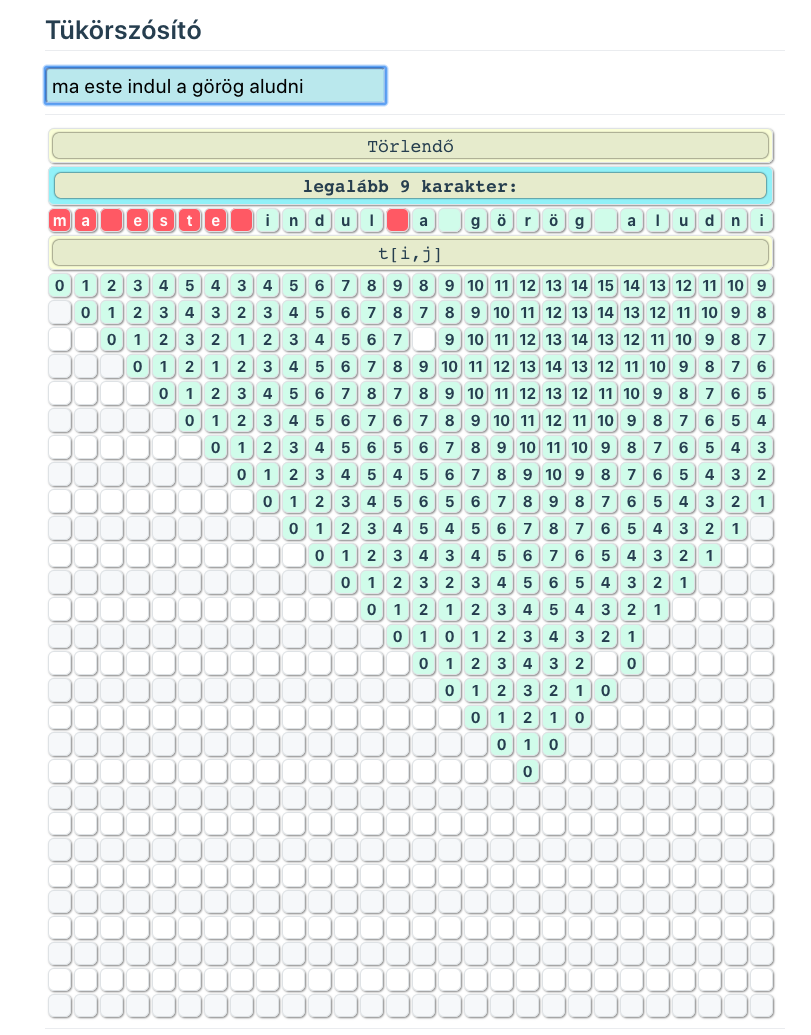 Tükörszósító
ma este indul a görög aludni
Törlendő
legalább 9 karakter:
m a e s t e i n d u l a g ö r ö g a l u d n i
t[i,j]
0 1 2 3 4 5 4 3 4 5 6 7 8 9 8 9 10 11 12 13 14 15 14 13 12 11 10 9
0 1 2 3 4 3 2 3 4 5 6 7 8 7 8 9 10 11 12 13 14 13 12 11 10 9 8
0 1 2 3 2 1 2 3 4 5 6 7 9 10 11 12 13 14 13 12 11 10 9 8 7
0 1 2 1 2 3 4 5 6 7 8 9 10 11 12 13 14 13 12 11 10 9 8 7 6
0 1 2 3 4 5 6 7 8 7 8 9 10 11 12 13 12 11 10 9 8 7 6 5
0 1 2 3 4 5 6 7 6 7 8 9 10 11 12 11 10 9 8 7 6 5 4
0 1 2 3 4 5 6 5 6 7 8 9 10 11 10 9 8 7 6 5 4 3
0 1 2 3 4 5 4 5 6 7 8 9 10 9 8 7 6 5 4 3 2
0 1 2 3 4 5 6 5 6 7 8 9 8 7 6 5 4 3 2 1
0 1 2 3 4 5 4 5 6 7 8 7 6 5 4 3 2 1
0 1 2 3 4 3 4 5 6 7 6 5 4 3 2 1
0 1 2 3 2 3 4 5 6 5 4 3 2 1
0 1 2 1 2 3 4 5 4 3 2 1
0 1 0 1 2 3 4 3 2 1
0 1 2 3 4 3 2 0
0 1 2 3 2 1 0
0 1 2 1 0
0 1 0
0